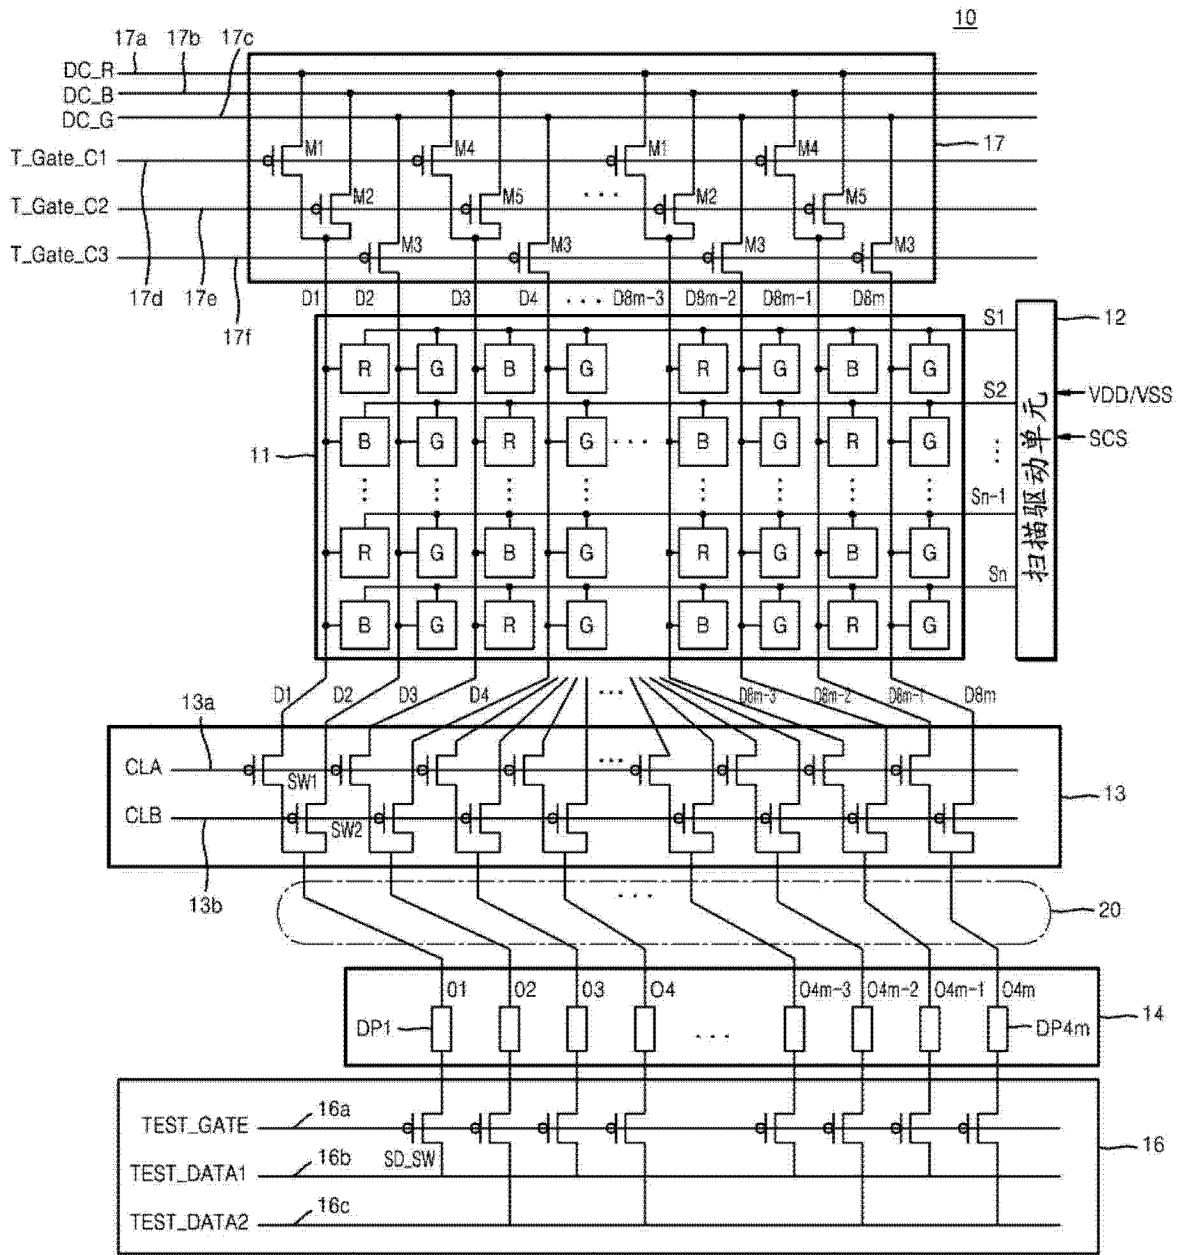 10
17a 17b 17c
DC_R
DC_B
DC_G
T_Gate_C1 M1 M4 M1 M4 17
T_Gate_C2 M2 M5 ... M2 M5
T_Gate_C3 M3 M3 M3 M3
17d 17e 17f
D1 D2 D3 D4 ... D8m-3 D8m-2 D8m-1 D8m
S1 12
R G B G R G B G
S2 VDD/VSS
11 B G R G ... B G R G SCS
扫描驱动单元
Sn-1
R G B G R G B G
Sn
B G R G B G R G
D1 D2 D3 D4 ... D8m-3 D8m-2 D8m-1 D8m
13a
CLA SW1 ...
CLB SW2 13
13b ... 20
O1 O2 O3 O4 O4m-3 O4m-2 O4m-1 O4m
DP1 ... DP4m 14
TEST_GATE 16a
SD_SW 16
TEST_DATA1 16b
TEST_DATA2 16c